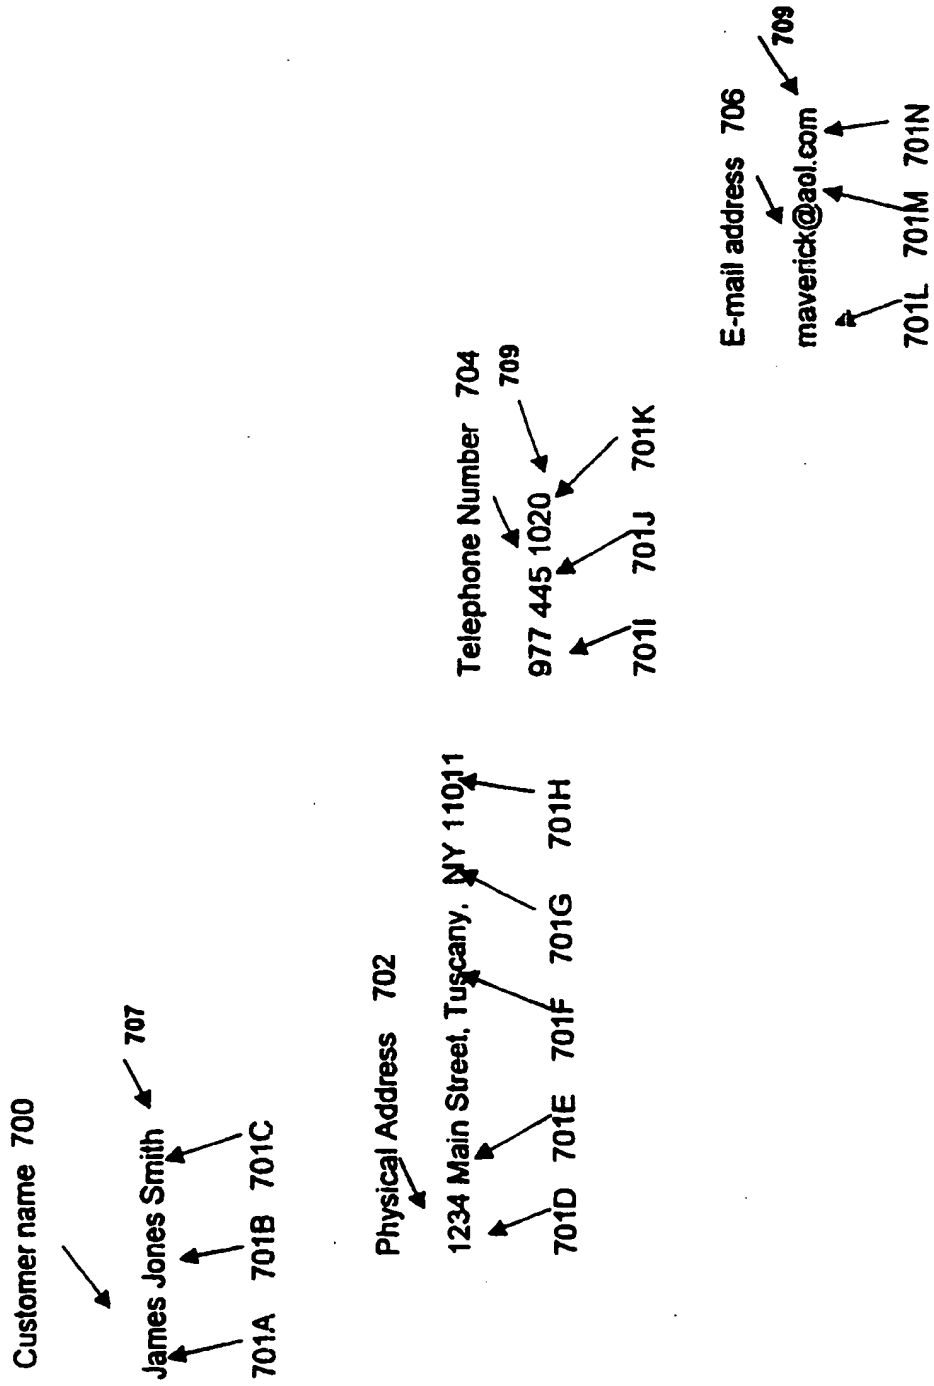 Customer name 700
707
James Jones Smith
701A 701B 701C
Physical Address 702
1234 Main Street, Tuscany, NY 11011
701D 701E 701F 701G 701H
Telephone Number 704
709
977 445 1020
701I 701J 701K
E-mail address 706
709
maverick@aol.com
701L 701M 701N